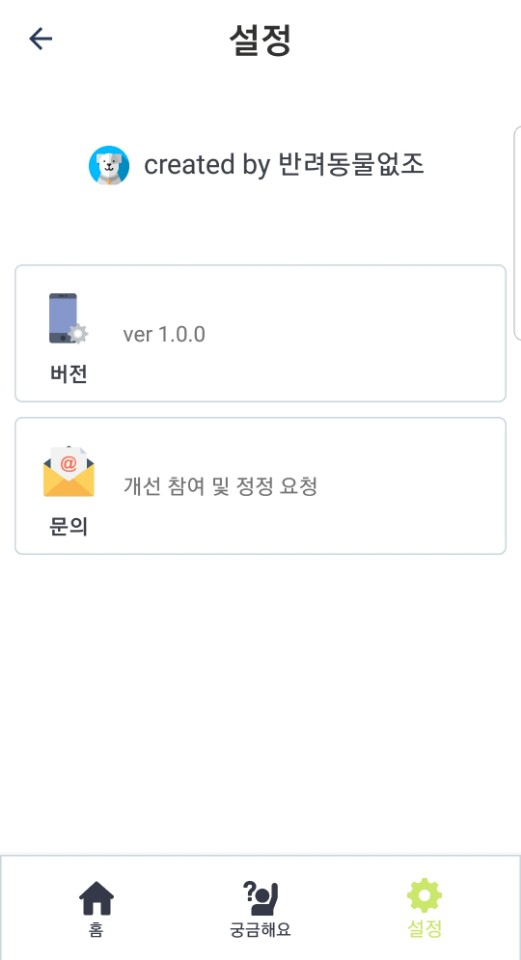 설정
created by 반려동물없조
ver 1.0.0
버전
@
개선 참여 및 정정 요청
문의
?
홈
궁금해요
설정